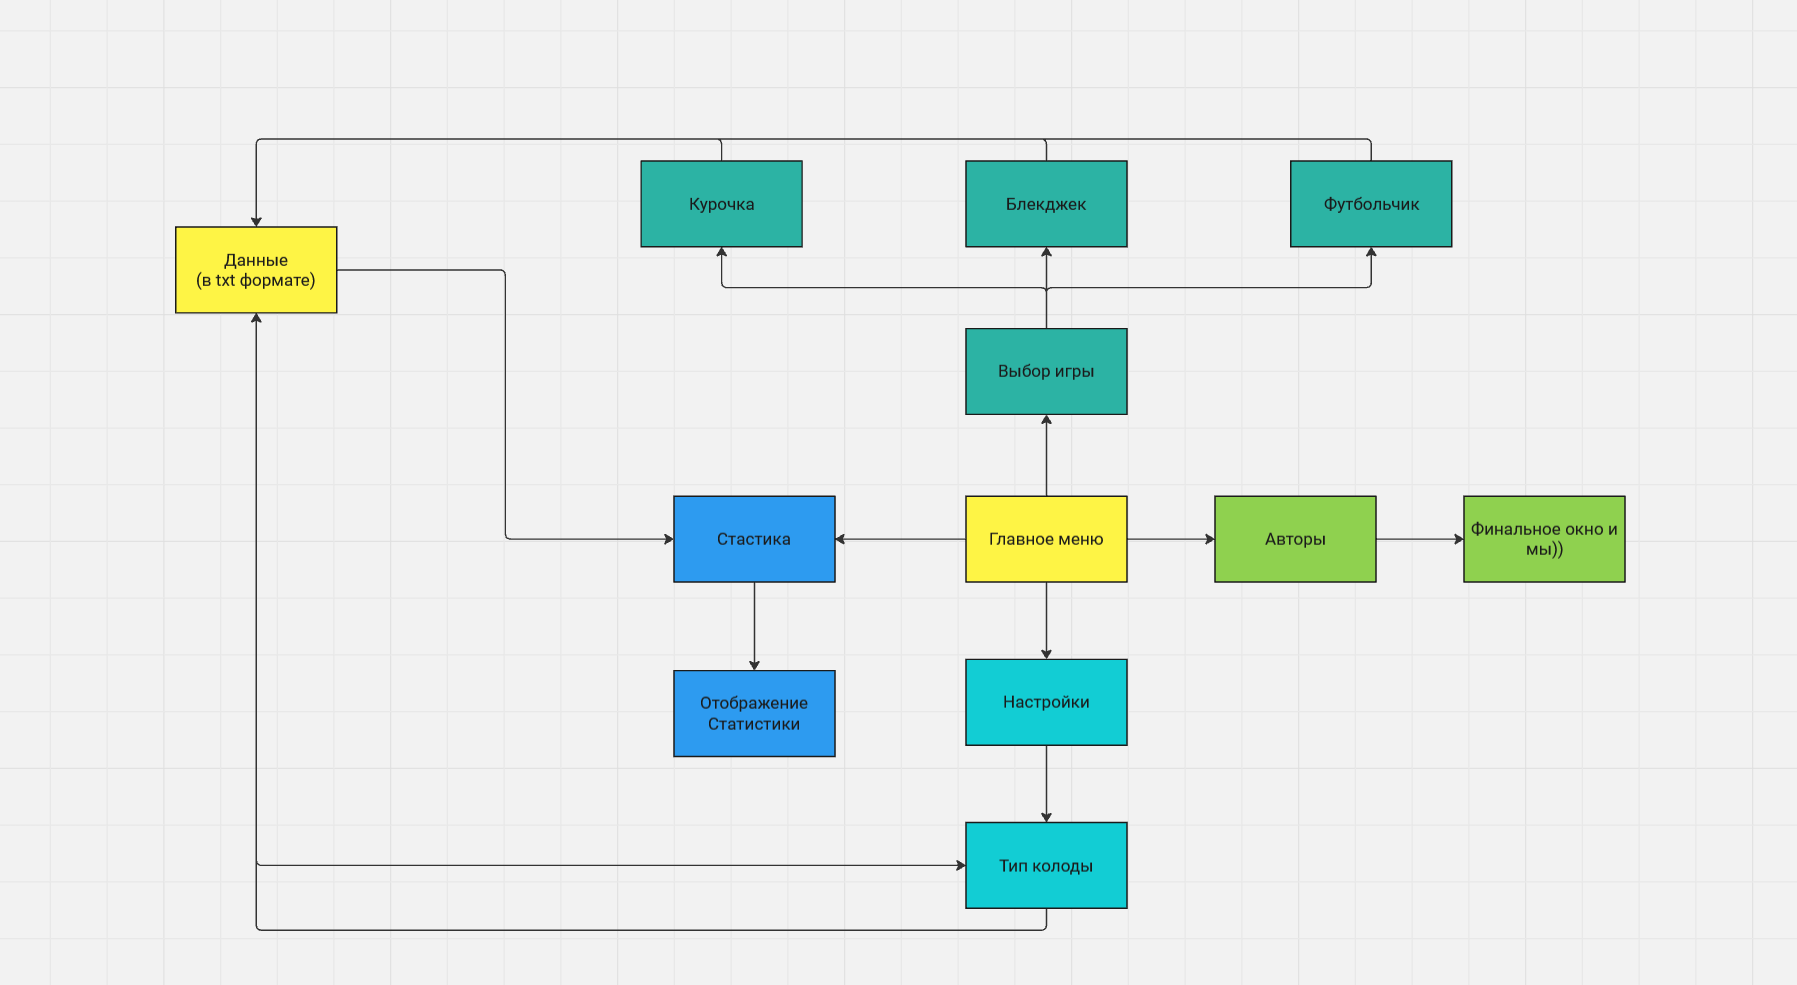 Курочка
Блекджек
Футбольчик
Данные
(в txt формате)
Выбор игры
Стастика
Главное меню
Авторы
Финальное окно и
мы))
Отображение
Статистики
Настройки
Тип колоды